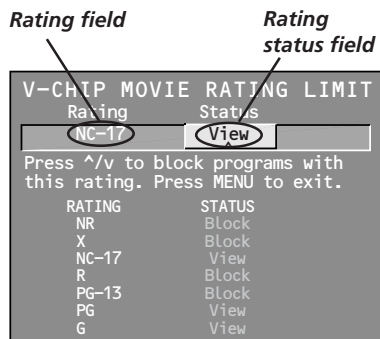 Rating field
Rating status field
V-CHIP MOVIE RATING LIMIT
Rating Status
NC-17 View
Press ^/v to block programs with
this rating. Press MENU to exit.
RATING STATUS
NR Block
X Block
NC-17 View
R Block
PG-13 Block
PG View
G View